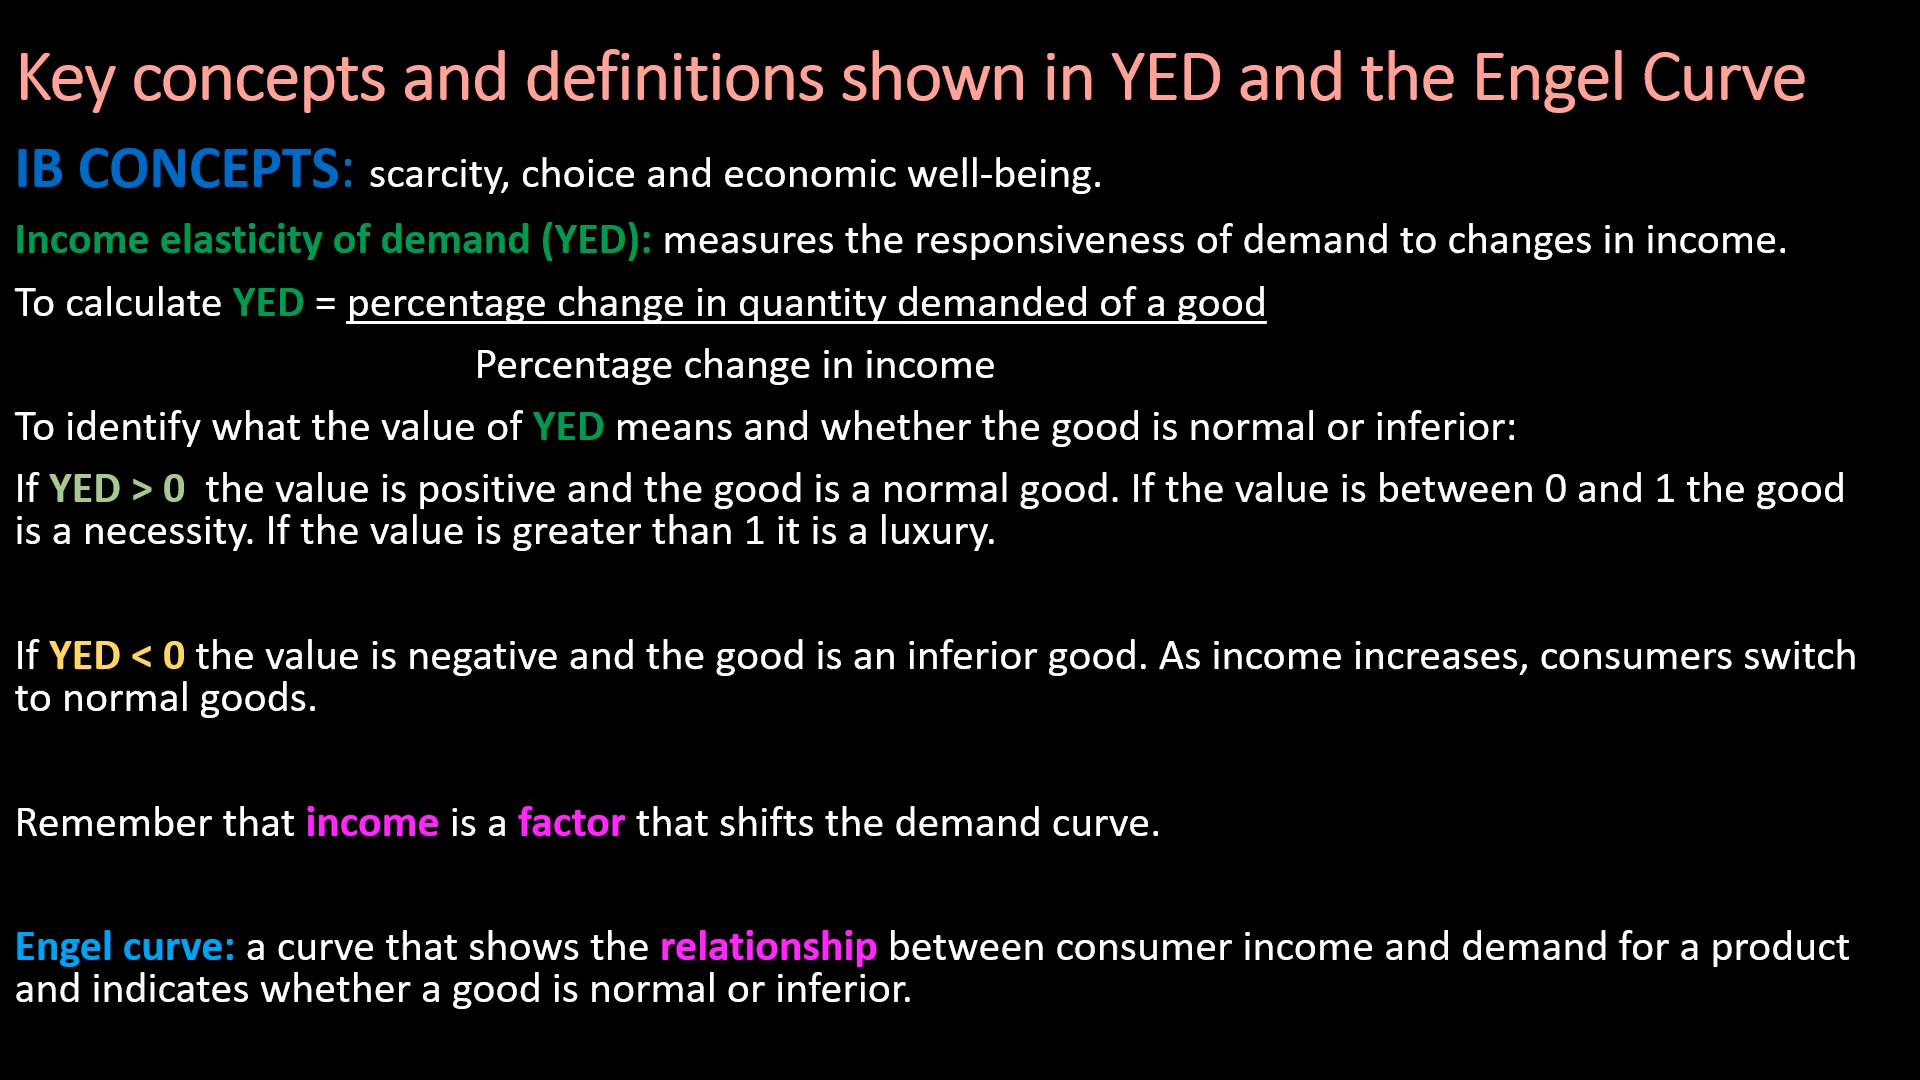 Key concepts and definitions shown in YED and the Engel Curve
IB CONCEPTS: scarcity, choice and economic well-being.
Income elasticity of demand (YED): measures the responsiveness of demand to changes in income.
To calculate YED = percentage change in quantity demanded of a good
Percentage change in income
To identify what the value of YED means and whether the good is normal or inferior:
If YED > 0 the value is positive and the good is a normal good. If the value is between 0 and 1 the good
is a necessity. If the value is greater than 1 it is a luxury.
If YED < 0 the value is negative and the good is an inferior good. As income increases, consumers switch
to normal goods.
Remember that income is a factor that shifts the demand curve.
Engel curve: a curve that shows the relationship between consumer income and demand for a product
and indicates whether a good is normal or inferior.